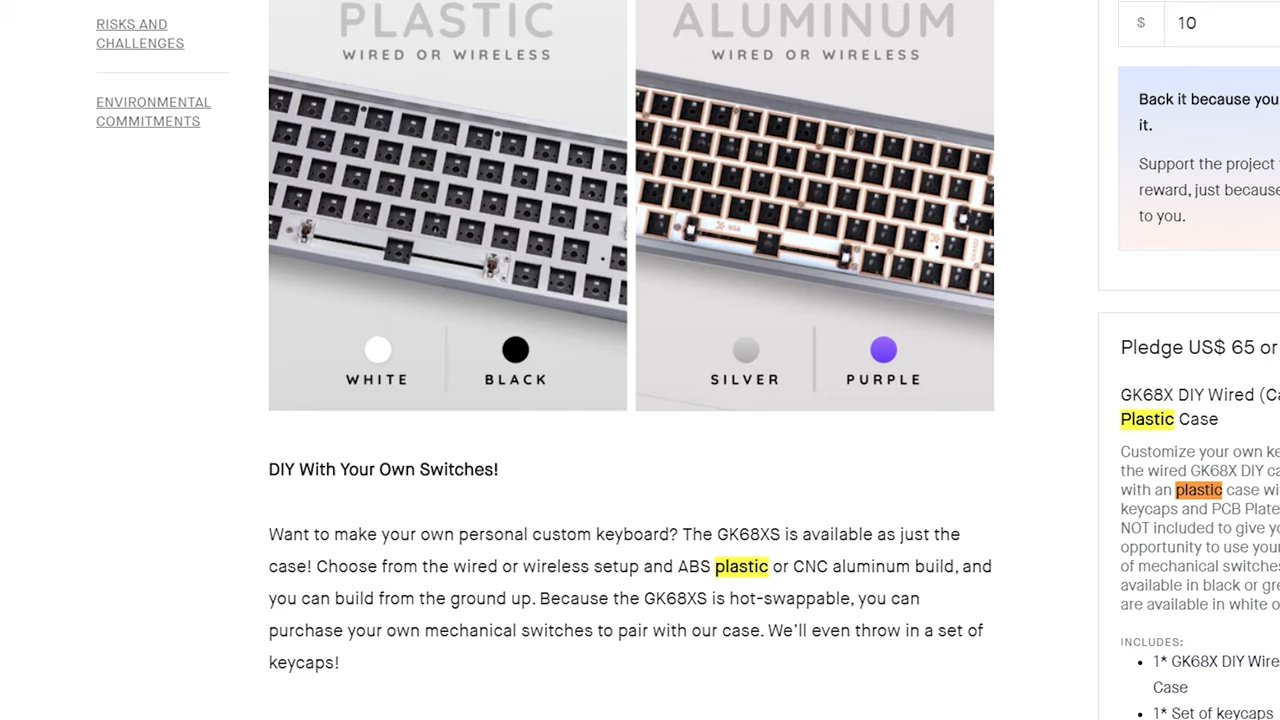 RISKS AND
CHALLENGES
ENVIRONMENTAL
COMMITMENTS
PLASTIC
WIRED OR WIRELESS
WHITE
BLACK
ALUMINUM
WIRED OR WIRELESS
SILVER
PURPLE
DIY With Your Own Switches!
Want to make your own personal custom keyboard? The GK68XS is available as just the
case! Choose from the wired or wireless setup and ABS plastic or CNC aluminum build, and
you can build from the ground up. Because the GK68XS is hot-swappable, you can
purchase your own mechanical switches to pair with our case. We'll even throw in a set of
keycaps!
$ 10
Back it because you
it.
Support the project
reward, just because
to you.
Pledge US$ 65 or
GK68X DIY Wired (Ca
Plastic Case
Customize your own ke
the wired GK68X DIY ca
with an plastic case wi
keycaps and PCB Plate
NOT included to give yo
opportunity to use your
of mechanical switches
available in black or gre
are available in white o
INCLUDES:
• 1* GK68X DIY Wire
Case
• 1* Set of keycaps